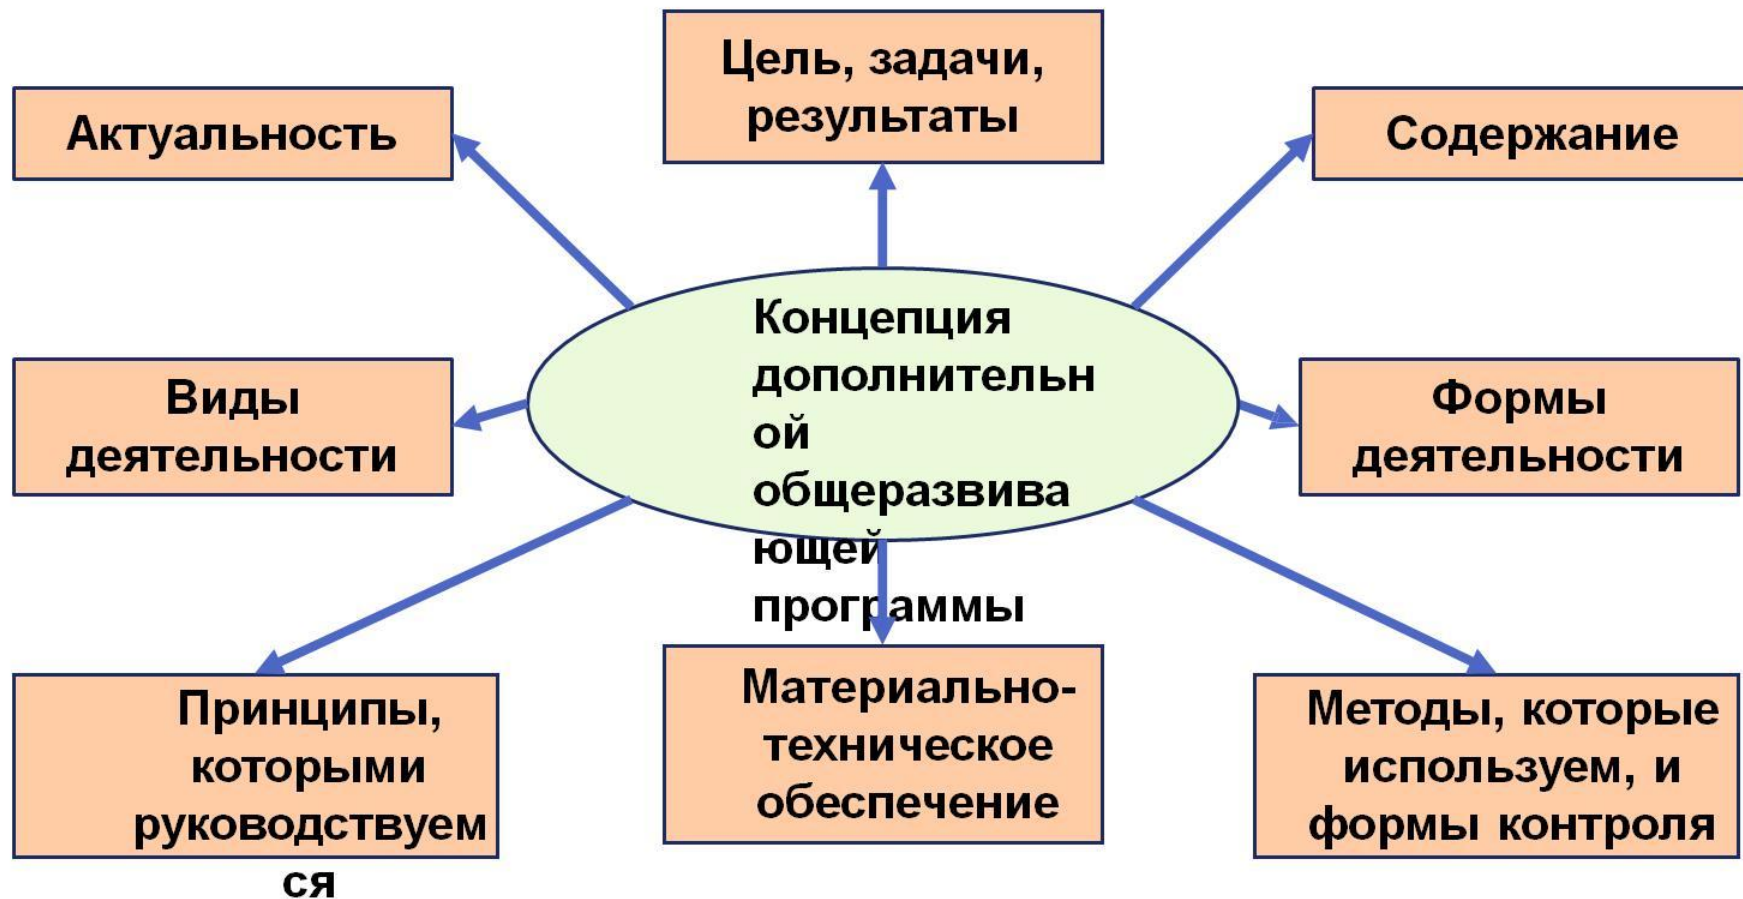 Цель, задачи,
результаты
Актуальность
Содержание
Концепция
дополнительн
ой
общеразвива
ющей
программы
Виды
деятельности
Формы
деятельности
Принципы,
которыми
руководствуем
ся
Материально-
техническое
обеспечение
Методы, которые
используем, и
формы контроля